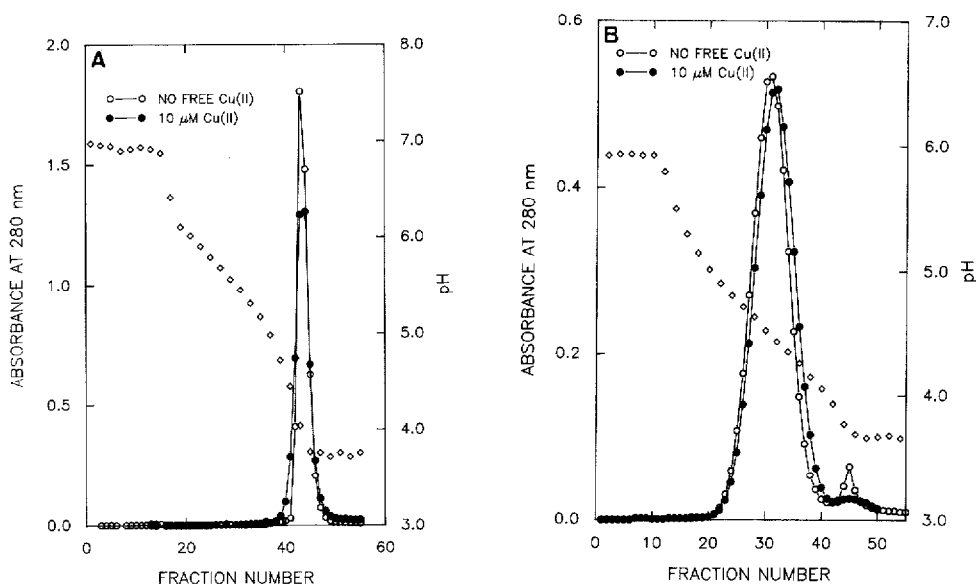 A
NO FREE Cu(II)
10 μM Cu(II)
ABSORBANCE AT 280 nm
2.0
1.5
1.0
0.5
0.0
8.0
7.0
6.0
5.0
4.0
3.0
pH
0
20
40
60
FRACTION NUMBER
B
NO FREE Cu(II)
10 μM Cu(II)
ABSORBANCE AT 280 nm
0.6
0.4
0.2
0.0
7.0
6.0
5.0
4.0
3.0
pH
0
10
20
30
40
50
FRACTION NUMBER